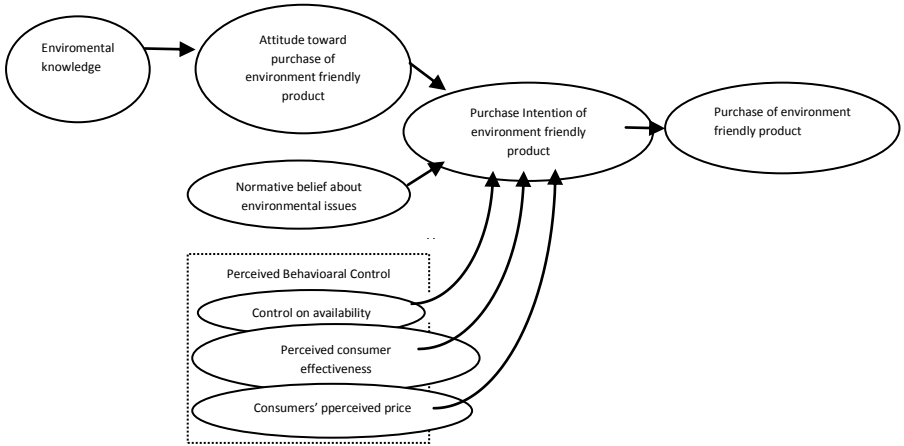 Enviromental
knowledge
Attitude toward
purchase of
environment friendly
product
Purchase Intention of
environment friendly
product
Purchase of environment
friendly product
Normative belief about
environmental issues
Perceived Behavioaral Control
Control on availability
Perceived consumer
effectiveness
Consumers’ pperceived price